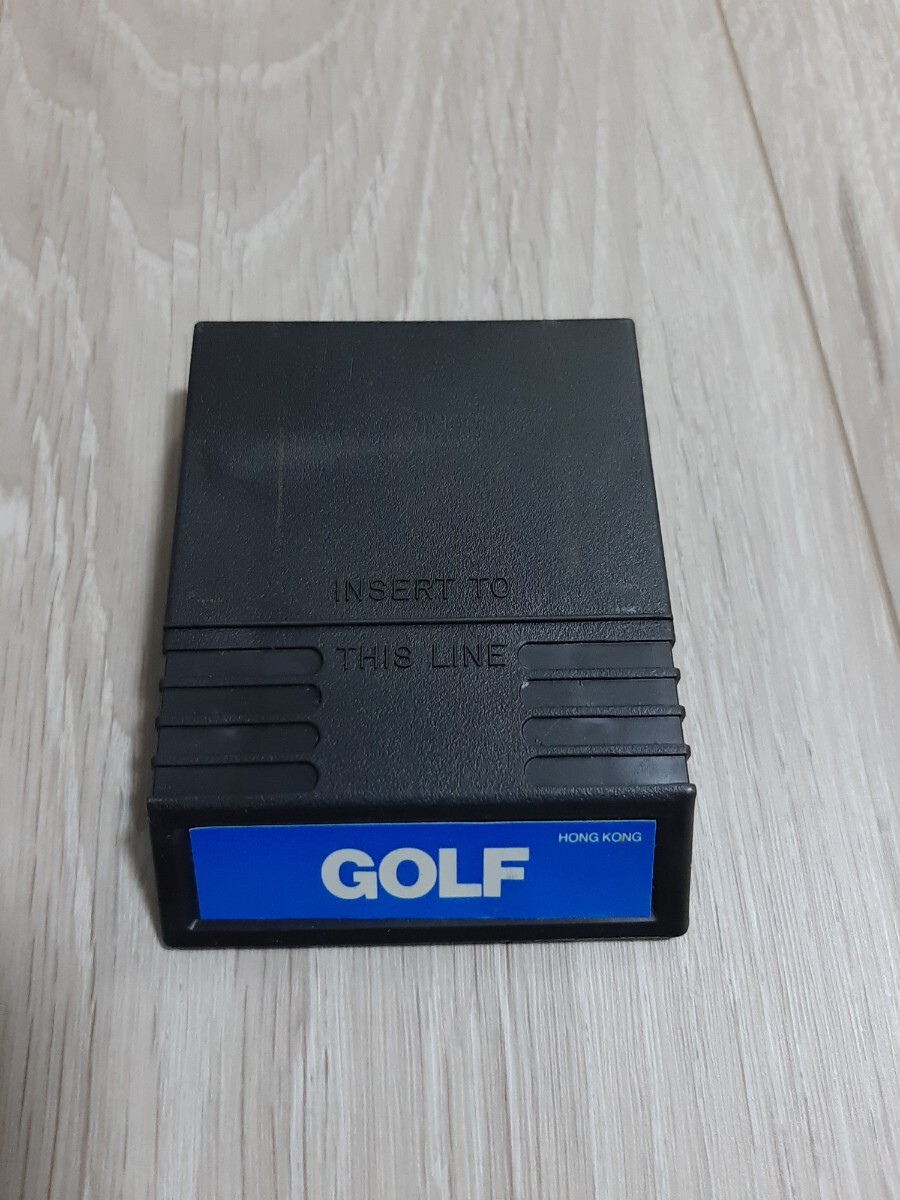 INSERT TO
THIS LINE
HONG KONG
GOLF